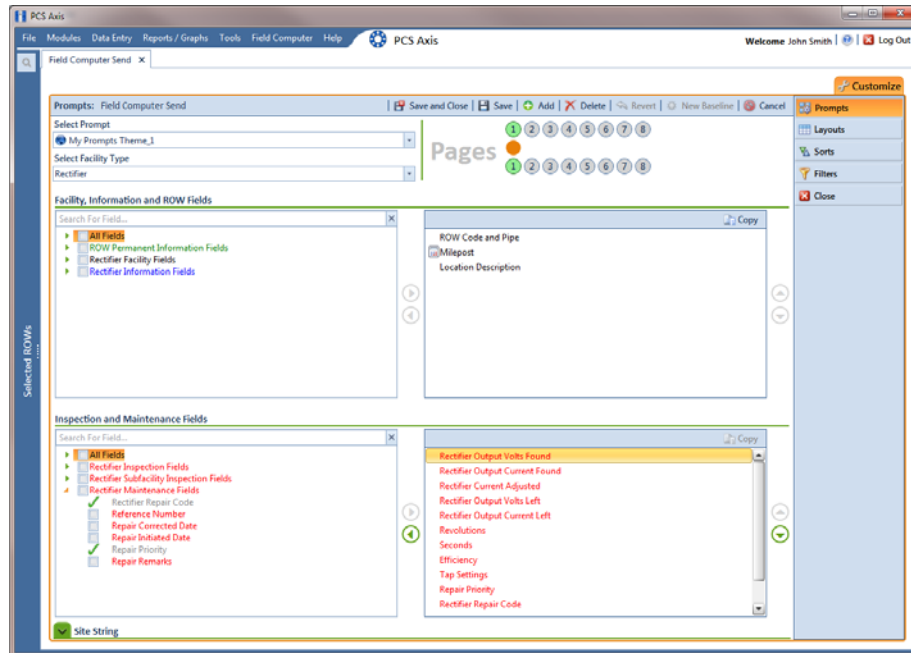 PCS Axis
File Modules Data Entry Reports / Graphs Tools Field Computer Help PCS Axis Welcome John Smith | Log Out
Field Computer Send X
Customize
Prompts: Field Computer Send | Save and Close | Save | Add | Delete | Revert | New Baseline | Cancel
Prompts
Layouts
Sorts
Filters
Close
Select Prompt
My Prompts Theme_1
Select Facility Type
Rectifier
Pages
1 2 3 4 5 6 7 8
1 2 3 4 5 6 7 8
Facility, Information and ROW Fields
Search For Field...
All Fields
ROW Permanent Information Fields
Rectifier Facility Fields
Rectifier Information Fields
Copy
ROW Code and Pipe
Milepost
Location Description
Selected ROWs
Inspection and Maintenance Fields
Search For Field...
All Fields
Rectifier Inspection Fields
Rectifier Subfacility Inspection Fields
Rectifier Maintenance Fields
Rectifier Repair Code
Reference Number
Repair Corrected Date
Repair Initiated Date
Repair Priority
Repair Remarks
Copy
Rectifier Output Volts Found
Rectifier Output Current Found
Rectifier Current Adjusted
Rectifier Output Volts Left
Rectifier Output Current Left
Revolutions
Seconds
Efficiency
Tap Settings
Repair Priority
Rectifier Repair Code
Site String